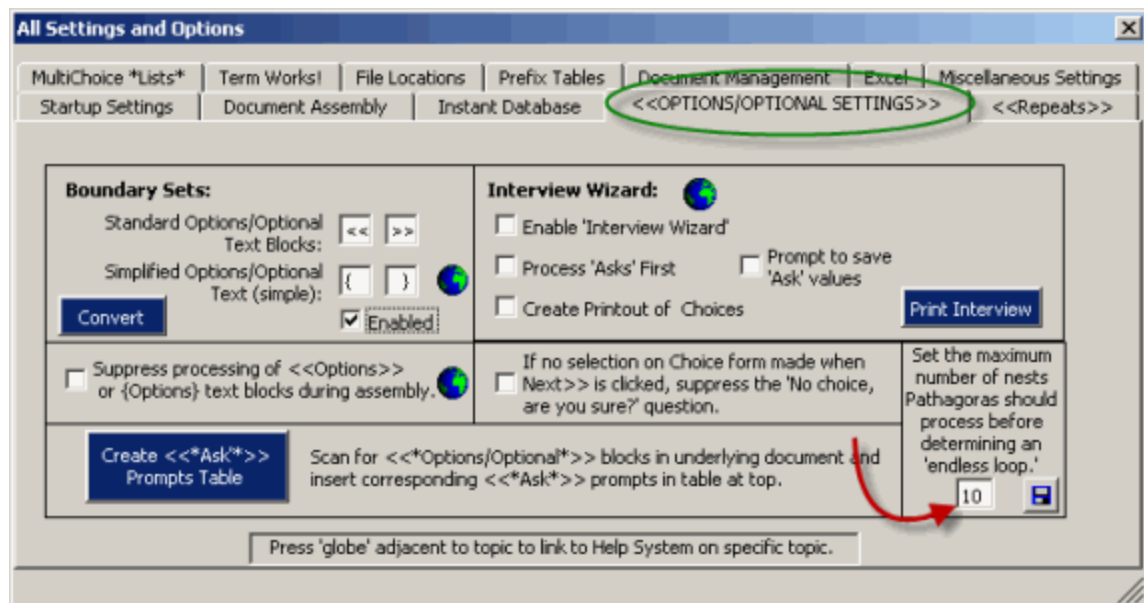 All Settings and Options
MultiChoice *Lists*
Term Works!
File Locations
Prefix Tables
Document Management
Excel
Miscellaneous Settings
Startup Settings
Document Assembly
Instant Database
<<OPTIONS/OPTIONAL SETTINGS>>
<<Repeats>>
Boundary Sets:
Standard Options/Optional
Text Blocks:
<< >>
Simplified Options/Optional
Text (simple):
{ }
Convert
Enabled
Interview Wizard:
Enable 'Interview Wizard'
Process 'Asks' First
Prompt to save
'Ask' values
Create Printout of Choices
Print Interview
Suppress processing of <<Options>>
or {Options} text blocks during assembly.
If no selection on Choice form made when
Next>> is clicked, suppress the 'No choice,
are you sure?' question.
Set the maximum
number of nests
Pathagoras should
process before
determining an
'endless loop.'
10
Create <<*Ask'*>>
Prompts Table
Scan for <<*Options/Optional*>> blocks in underlying document and
insert corresponding <<*Ask*>> prompts in table at top.
Press 'globe' adjacent to topic to link to Help System on specific topic.